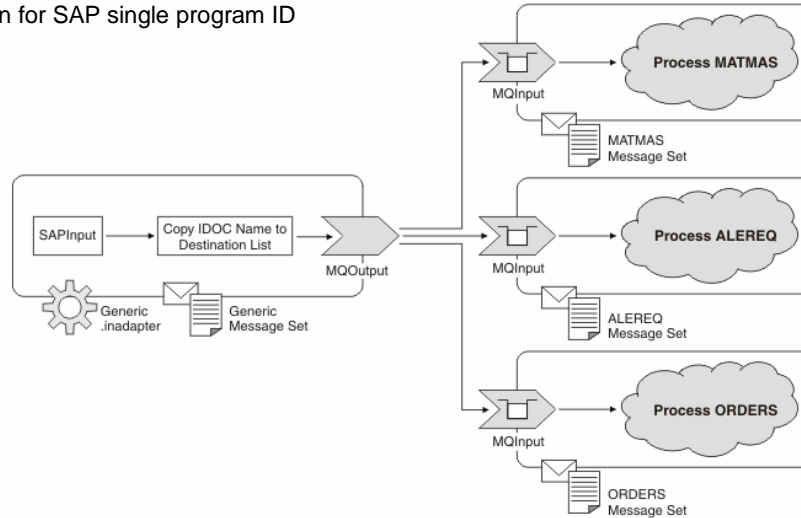 n for SAP single program ID
SAPInput
Copy IDOC Name to
Destination List
MQOutput
Generic
.inadapter
Generic
Message Set
MQInput
Process MATMAS
MATMAS
Message Set
MQInput
Process ALEREQ
ALEREQ
Message Set
MQInput
Process ORDERS
ORDERS
Message Set